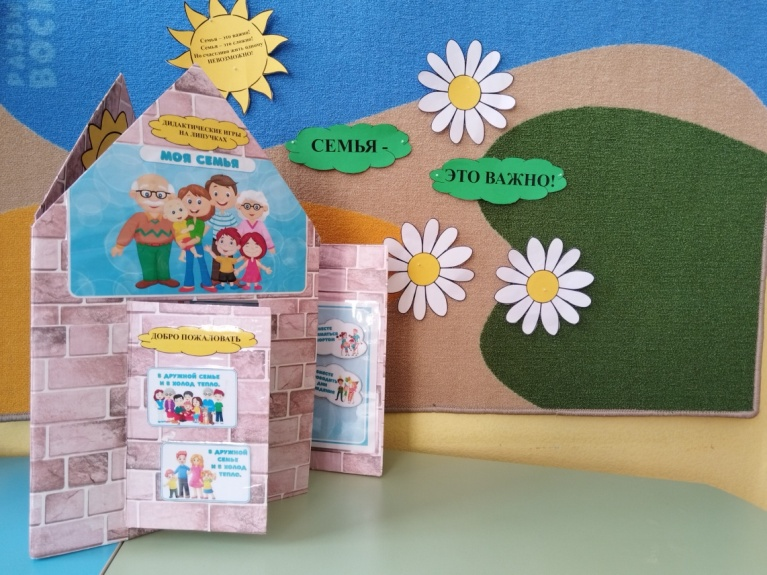 Семья - это важно!
Семья - это сложно!
Но счастливо жить одному
НЕВОЗМОЖНО!
ДИДАКТИЧЕСКИЕ ИГРЫ
НА ЛИПУЧКАХ
МОЯ СЕМЬЯ
СЕМЬЯ -
ЭТО ВАЖНО!
ДОБРО ПОЖАЛОВАТЬ
В ДРУЖНОЙ СЕМЬЕ
И В ХОЛОД ТЕПЛО.
В ДРУЖНОЙ
СЕМЬЕ
И В ХОЛОД
ТЕПЛО.